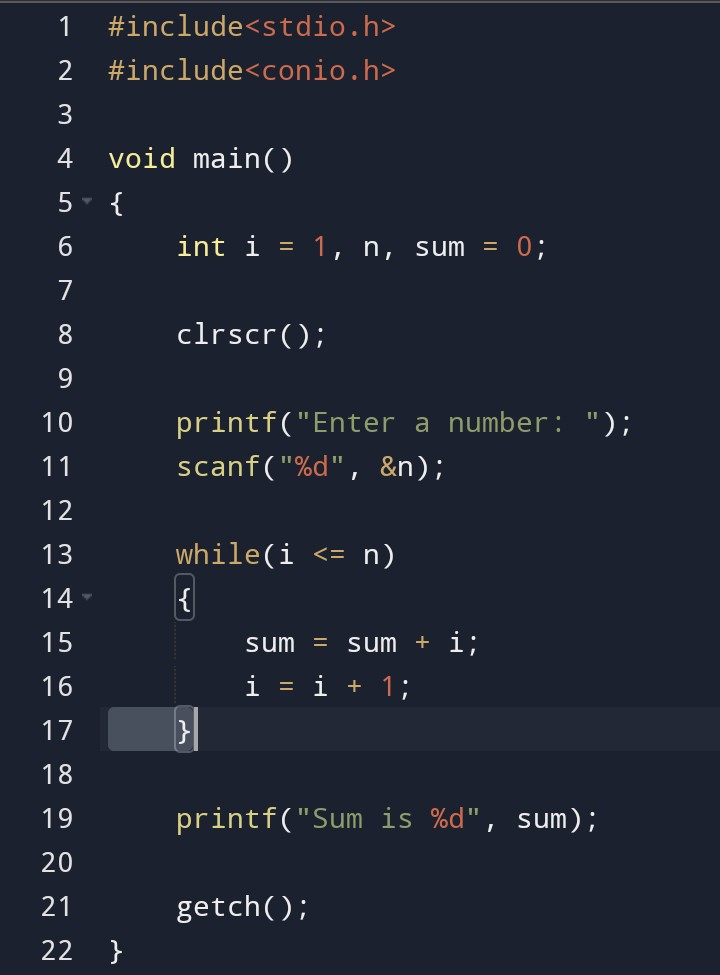 1 #include<stdio.h>
2 #include<conio.h>
3
4 void main()
5 {
6     int i = 1, n, sum = 0;
7
8     clrscr();
9
10     printf("Enter a number: ");
11     scanf("%d", &n);
12
13     while(i <= n)
14     {
15         sum = sum + i;
16         i = i + 1;
17     }
18
19     printf("Sum is %d", sum);
20
21     getch();
22 }